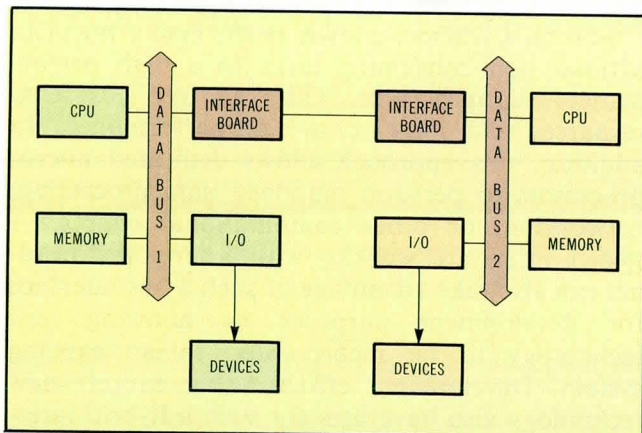 CPU
DATA BUS 1
INTERFACE
BOARD
INTERFACE
BOARD
DATA BUS 2
CPU
MEMORY
I/O
I/O
MEMORY
DEVICES
DEVICES